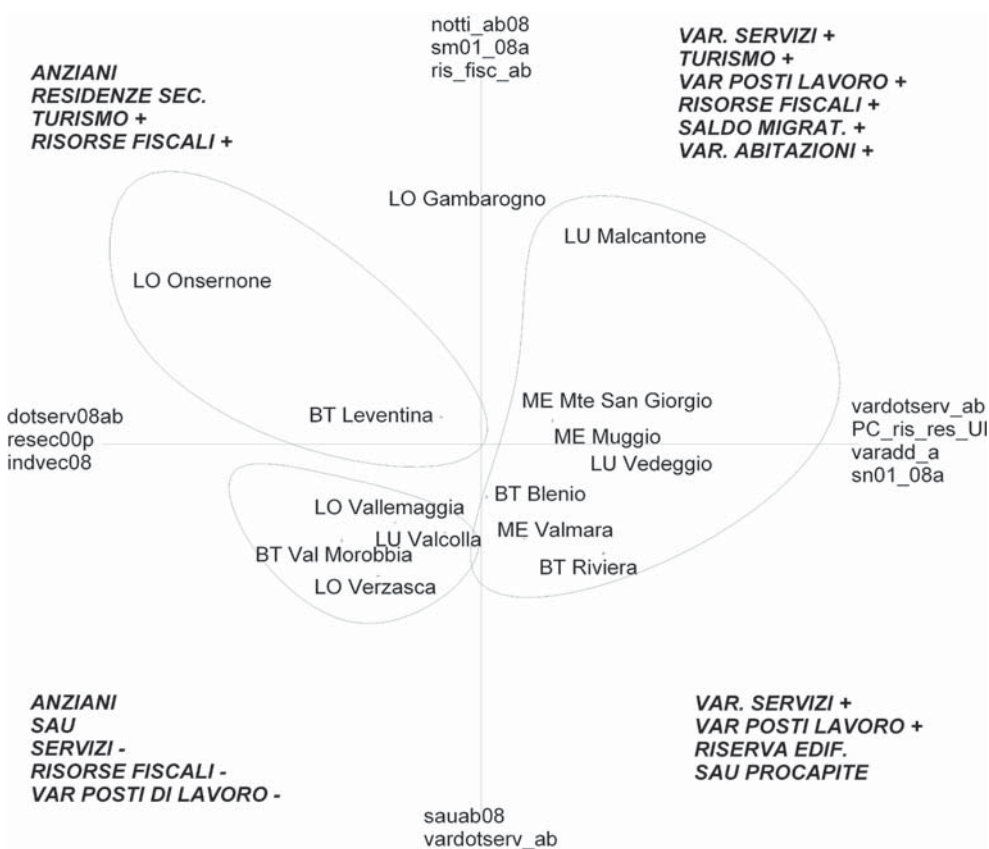 notti_ab08
sm01_08a
ris_fisc_ab
ANZIANI
RESIDENZE SEC.
TURISMO +
RISORSE FISCALI +
VAR. SERVIZI +
TURISMO +
VAR POSTI LAVORO +
RISORSE FISCALI +
SALDO MIGRAT. +
VAR. ABITAZIONI +
LO Gambarogno
LU Malcantone
LO Onsernone
BT Leventina
ME Mte San Giorgio
ME Muggio
LU Vedeggio
dotserv08ab
resec00p
indvec08
vardotserv_ab
PC_ris_res_UI
varadd_a
sn01_08a
BT Blenio
LO Vallemaggia
ME Valmara
LU Valcolla
BT Val Morobbia
BT Riviera
LO Verzasca
ANZIANI
SAU
SERVIZI -
RISORSE FISCALI -
VAR POSTI DI LAVORO -
VAR. SERVIZI +
VAR POSTI LAVORO +
RISERVA EDIF.
SAU PROCAPITE
sauab08
vardotserv_ab